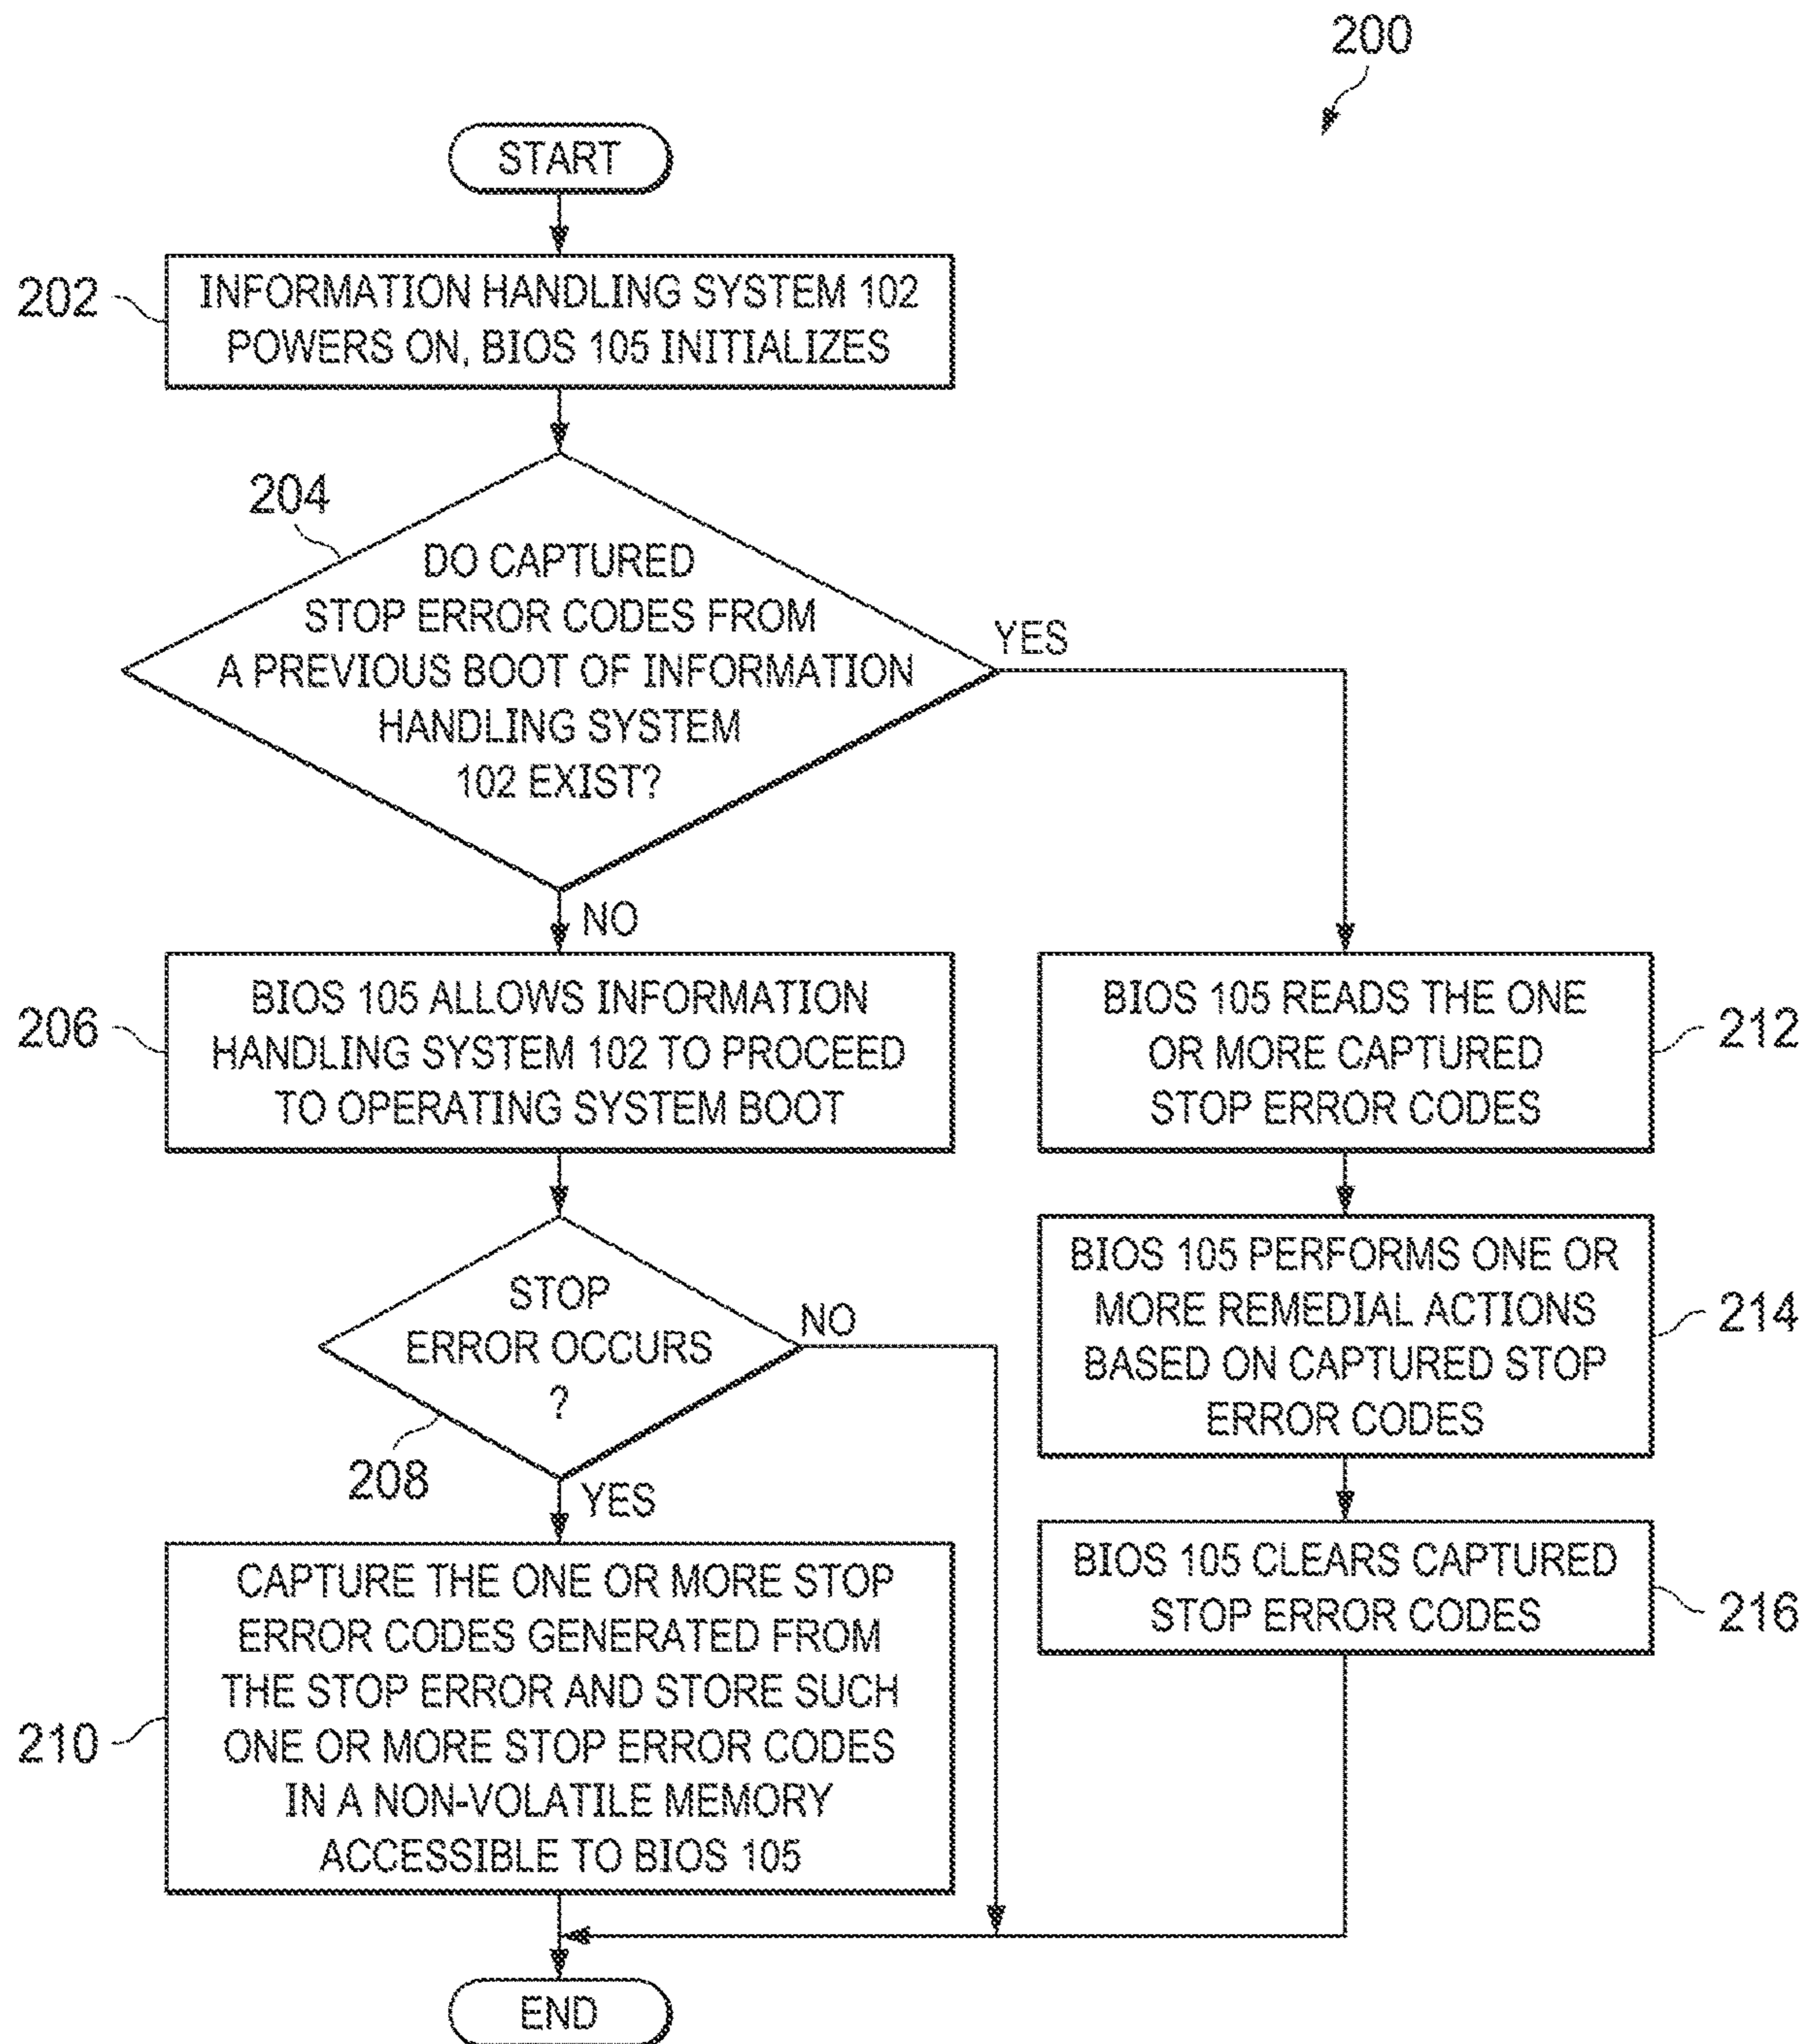 200
START
202
INFORMATION HANDLING SYSTEM 102
POWERS ON, BIOS 105 INITIALIZES
204
DO CAPTURED
STOP ERROR CODES FROM
A PREVIOUS BOOT OF INFORMATION
HANDLING SYSTEM
102 EXIST?
YES
NO
206
BIOS 105 ALLOWS INFORMATION
HANDLING SYSTEM 102 TO PROCEED
TO OPERATING SYSTEM BOOT
BIOS 105 READS THE ONE
OR MORE CAPTURED
STOP ERROR CODES
212
STOP
ERROR OCCURS
?
NO
208
YES
BIOS 105 PERFORMS ONE OR
MORE REMEDIAL ACTIONS
BASED ON CAPTURED STOP
ERROR CODES
214
210
CAPTURE THE ONE OR MORE STOP
ERROR CODES GENERATED FROM
THE STOP ERROR AND STORE SUCH
ONE OR MORE STOP ERROR CODES
IN A NON-VOLATILE MEMORY
ACCESSIBLE TO BIOS 105
BIOS 105 CLEARS CAPTURED
STOP ERROR CODES
216
END